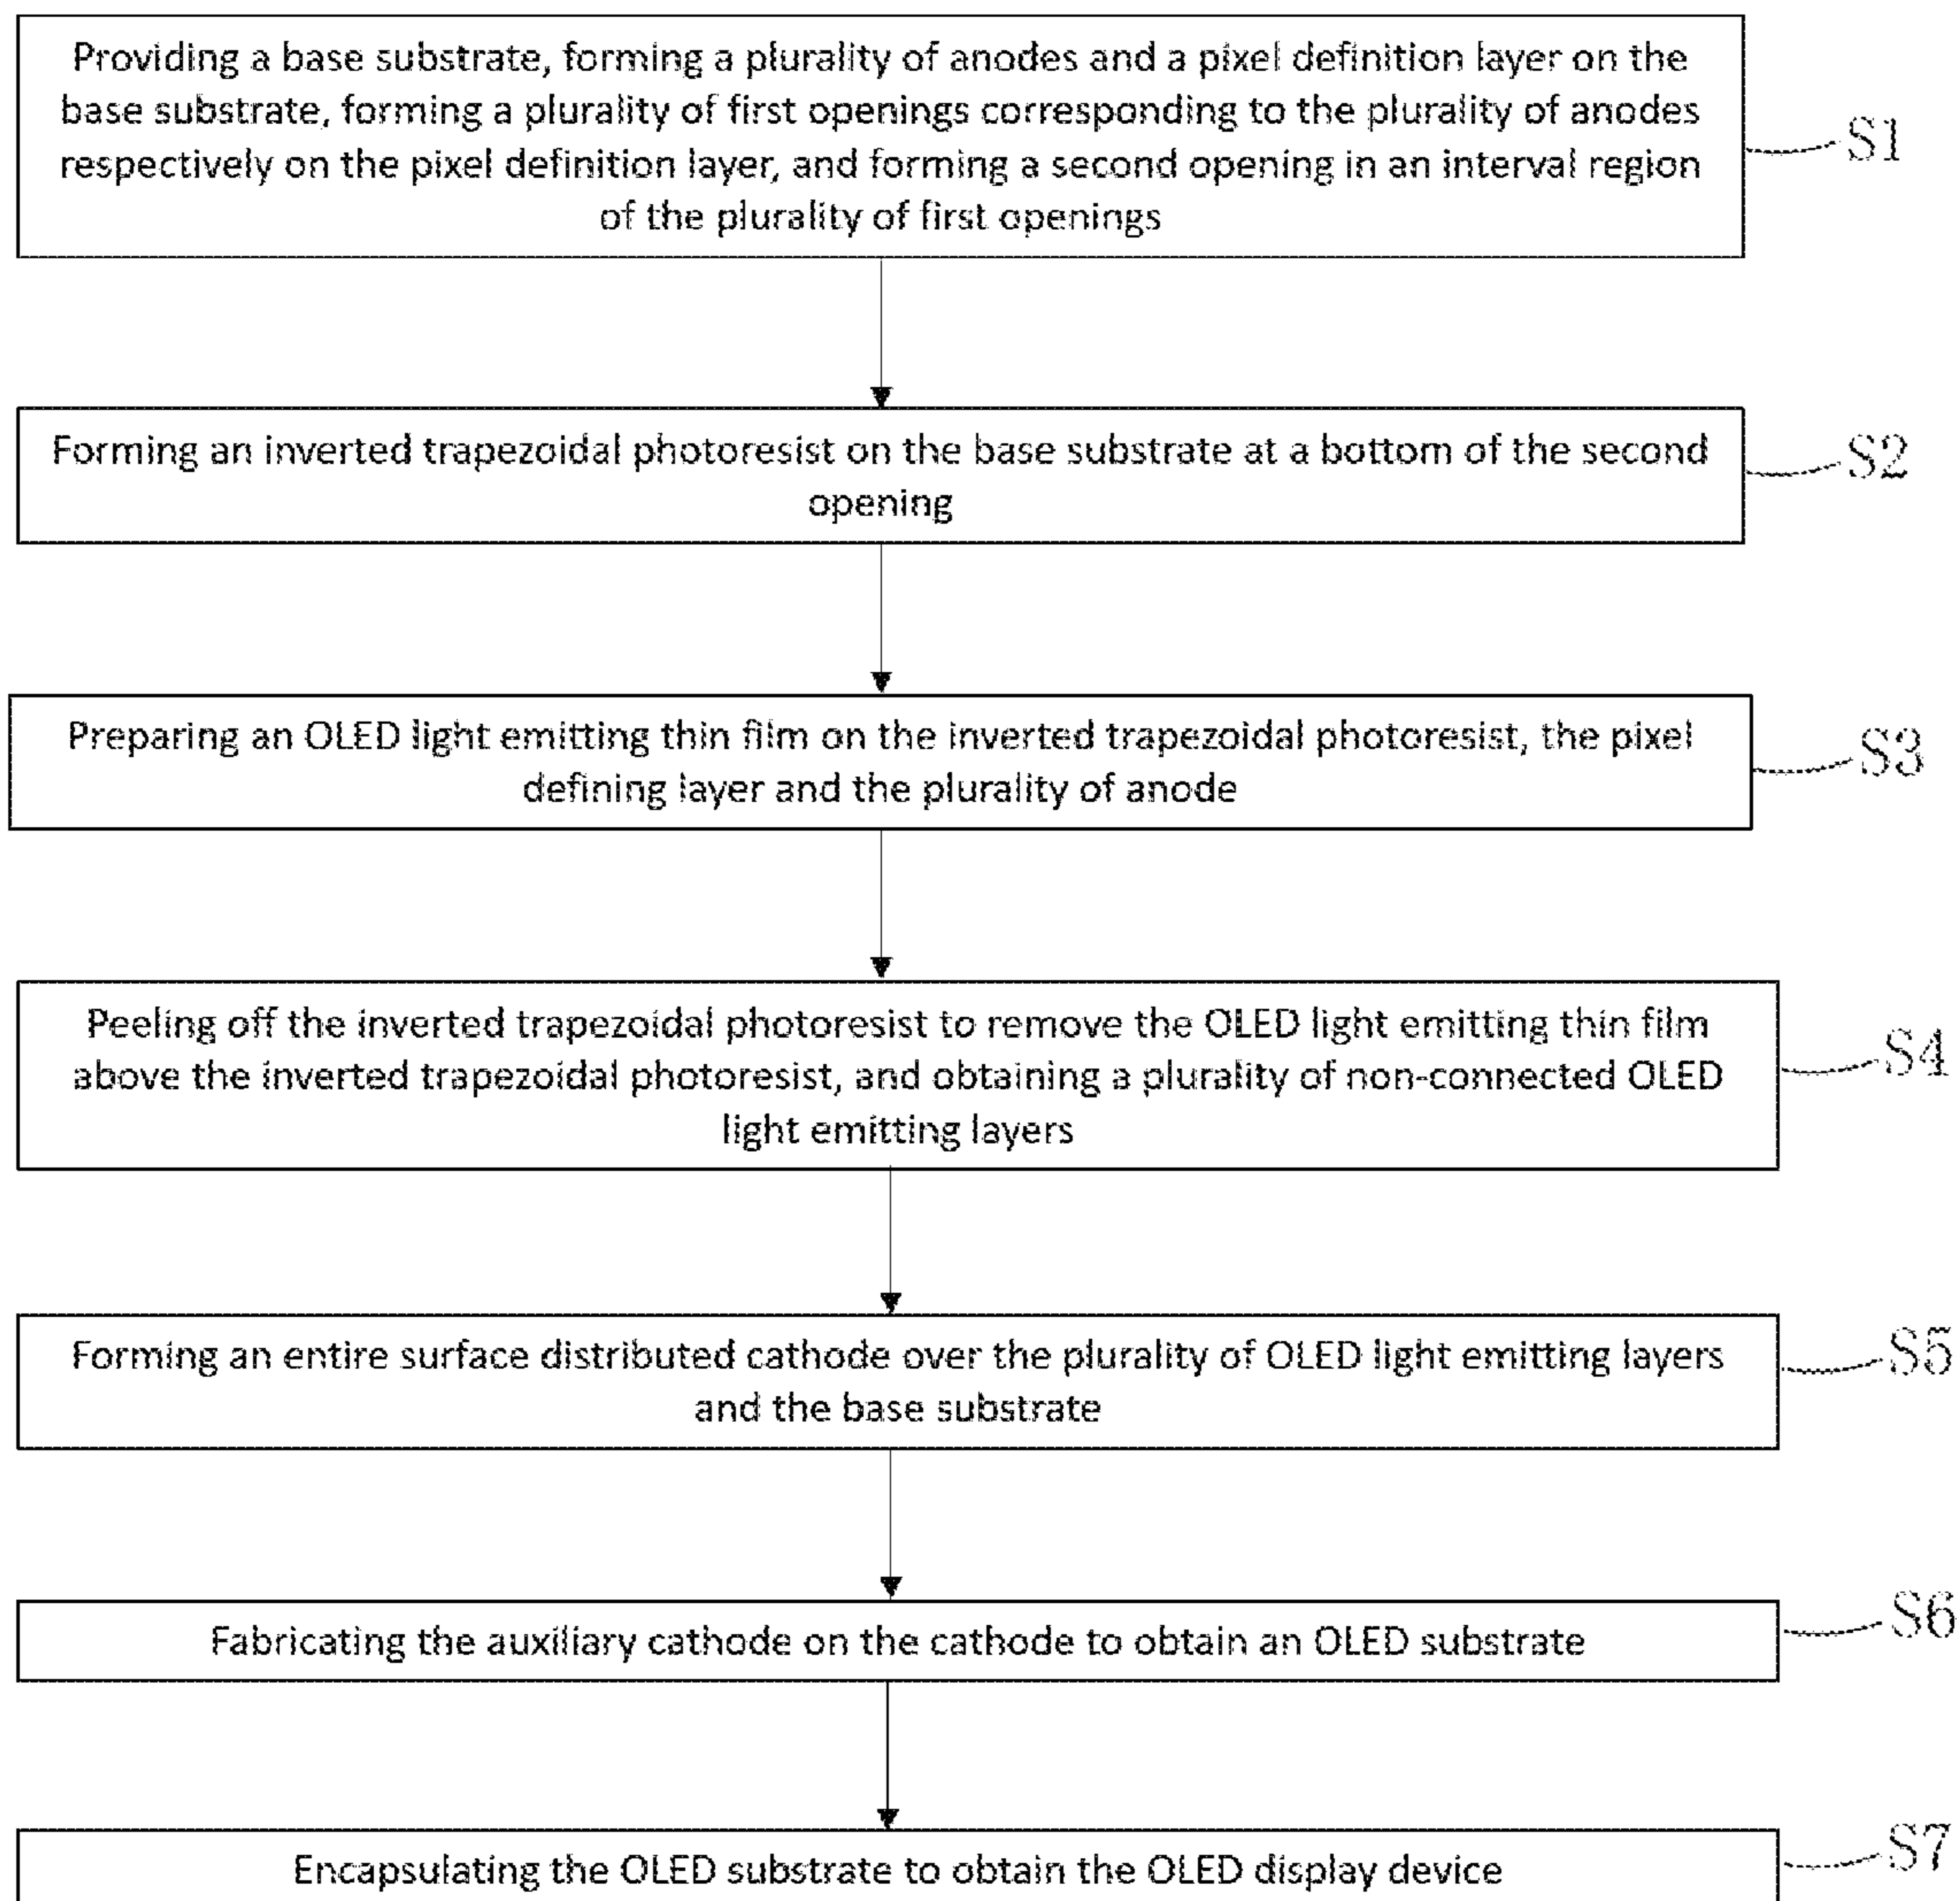 Providing a base substrate, forming a plurality of anodes and a pixel definition layer on the
base substrate, forming a plurality of first openings corresponding to the plurality of anodes
respectively on the pixel definition layer, and forming a second opening in an interval region
of the plurality of first openings
S1
Forming an inverted trapezoidal photoresist on the base substrate at a bottom of the second
opening
S2
Preparing an OLED light emitting thin film on the inverted trapezoidal photoresist, the pixel
defining layer and the plurality of anode
S3
Peeling off the inverted trapezoidal photoresist to remove the OLED light emitting thin film
above the inverted trapezoidal photoresist, and obtaining a plurality of non-connected OLED
light emitting layers
S4
Forming an entire surface distributed cathode over the plurality of OLED light emitting layers
and the base substrate
S5
Fabricating the auxiliary cathode on the cathode to obtain an OLED substrate
S6
Encapsulating the OLED substrate to obtain the OLED display device
S7